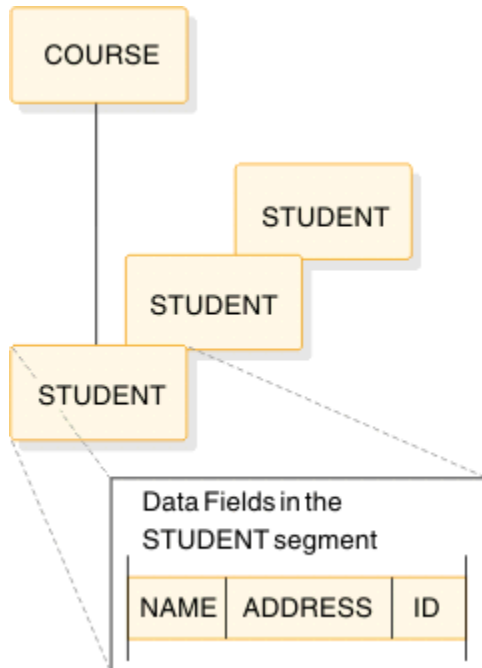 COURSE
STUDENT
STUDENT
STUDENT
Data Fields in the
STUDENT segment
NAME ADDRESS ID